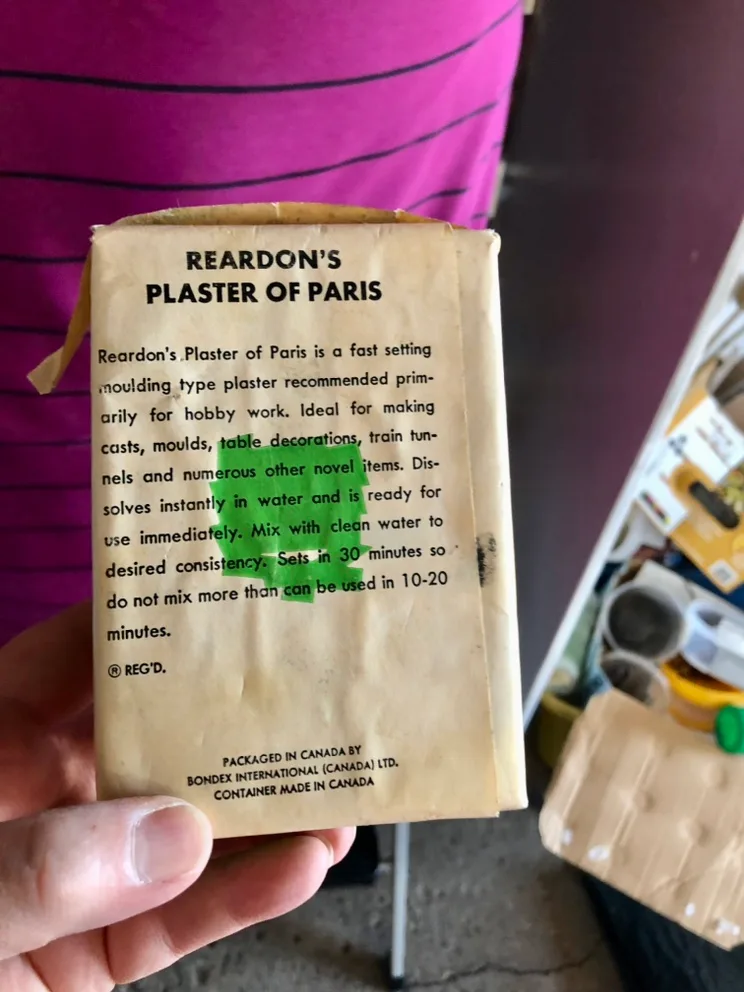 REARDON'S
PLASTER OF PARIS
Reardon's Plaster of Paris is a fast setting
moulding type plaster recommended prim-
arily for hobby work. Ideal for making
casts, moulds, table decorations, train tun-
nels and numerous other novel items. Dis-
solves instantly in water and is ready for
use immediately. Mix with clean water to
desired consistency. Sets in 30 minutes so
do not mix more than can be used in 10-20
minutes.
® REG'D.
PACKAGED IN CANADA BY
BONDEX INTERNATIONAL (CANADA) LTD.
CONTAINER MADE IN CANADA